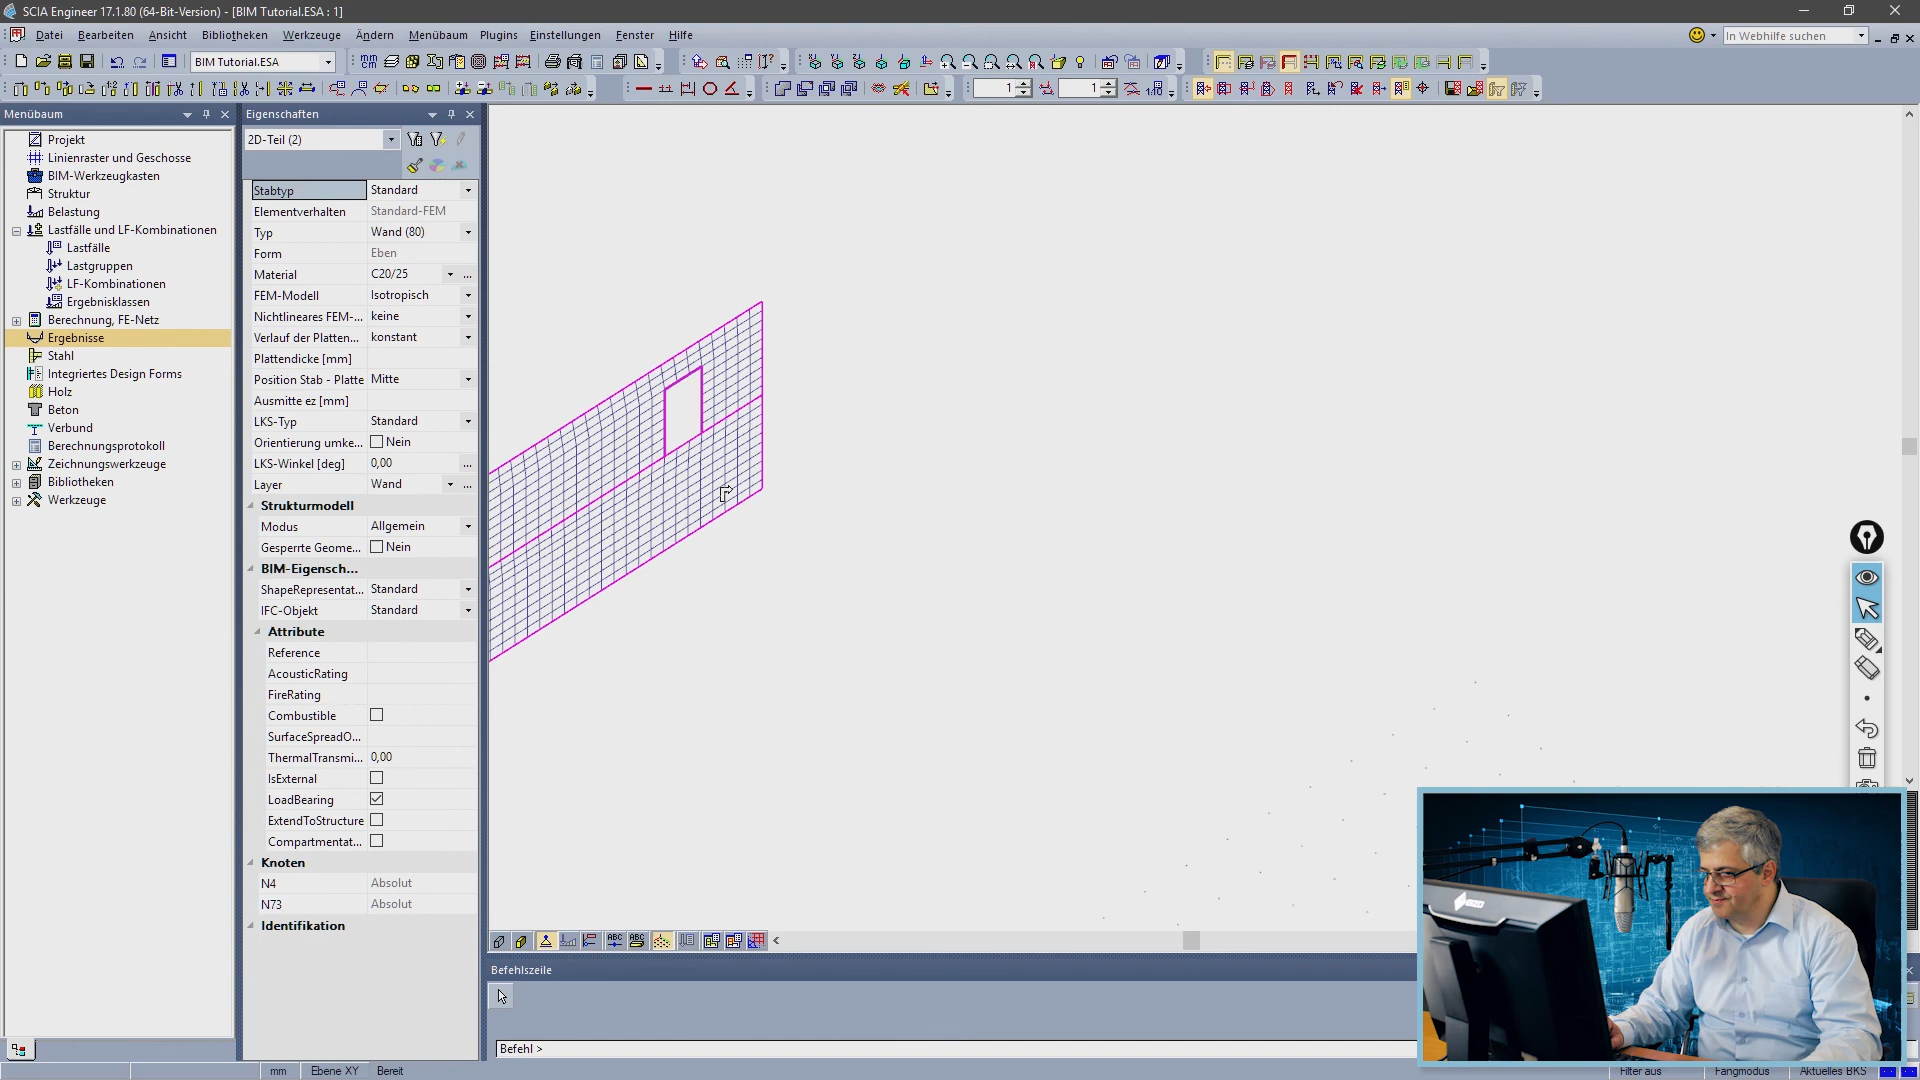 SCIA Engineer 17.1.80 (64-Bit-Version) - [BIM Tutorial.ESA : 1]
Datei Bearbeiten Ansicht Bibliotheken Werkzeuge Ändern Menübaum Plugins Einstellungen Fenster Hilfe
In Webhilfe suchen
BIM Tutorial.ESA
1 1
Menübaum
Projekt
Linienraster und Geschosse
BIM-Werkzeugkasten
Struktur
Belastung
Lastfälle und LF-Kombinationen
Lastfälle
Lastgruppen
LF-Kombinationen
Ergebnisklassen
Berechnung, FE-Netz
Ergebnisse
Stahl
Integriertes Design Forms
Holz
Beton
Verbund
Berechnungsprotokoll
Zeichnungswerkzeuge
Bibliotheken
Werkzeuge
Eigenschaften
2D-Teil (2)
Stabtyp Standard
Elementverhalten Standard-FEM
Typ Wand (80)
Form Eben
Material C20/25 ...
FEM-Modell Isotropisch
Nichtlineares FEM-... keine
Verlauf der Platten... konstant
Plattendicke [mm]
Position Stab - Platte Mitte
Ausmitte ez [mm]
LKS-Typ Standard
Orientierung umke... Nein
LKS-Winkel [deg] 0,00 ...
Layer Wand ...
Strukturmodell
Modus Allgemein
Gesperrte Geome... Nein
BIM-Eigensch...
ShapeRepresentat... Standard
IFC-Objekt Standard
Attribute
Reference
AcousticRating
FireRating
Combustible
SurfaceSpreadO...
ThermalTransmi... 0,00
IsExternal
LoadBearing
ExtendToStructure
Compartmentat...
Knoten
N4 Absolut
N73 Absolut
Identifikation
Befehlszeile
Befehl >
mm Ebene XY Bereit Filter aus Fangmodus Aktuelles BKS